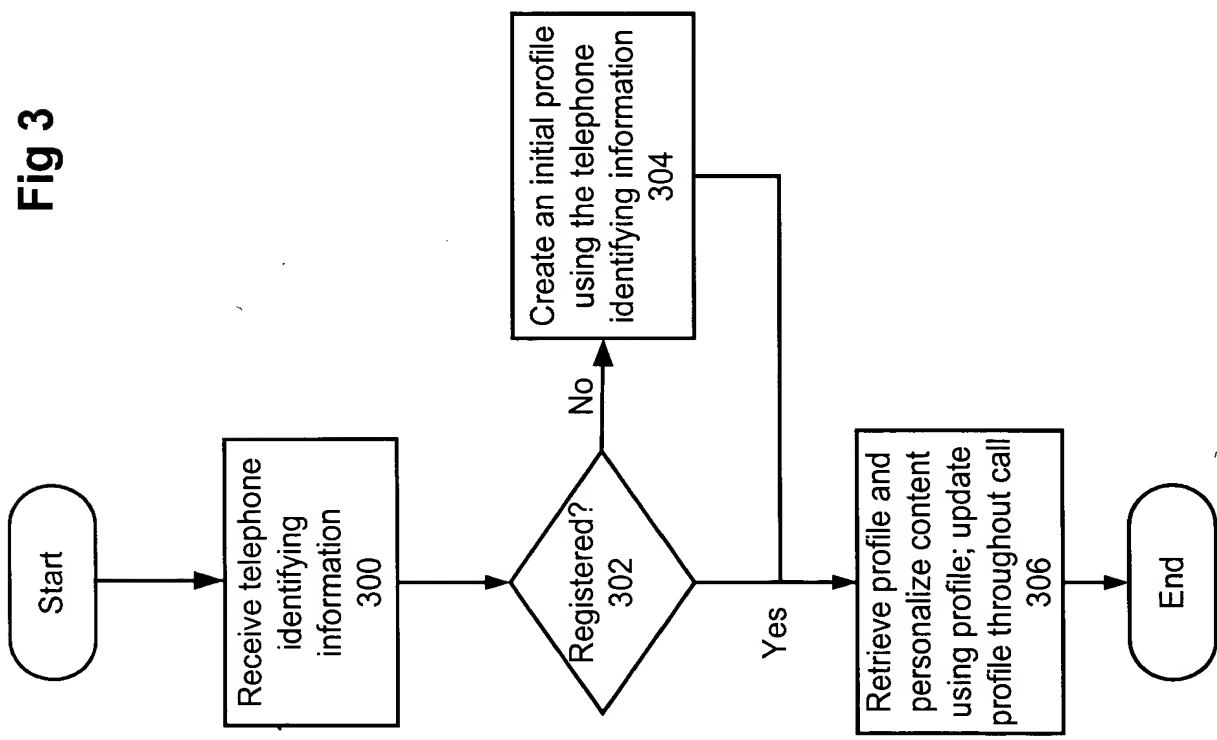 Fig 3
Start
Receive telephone
identifying
information
300
Registered?
302
No
Create an initial profile
using the telephone
identifying information
304
Yes
Retrieve profile and
personalize content
using profile; update
profile throughout call
306
End